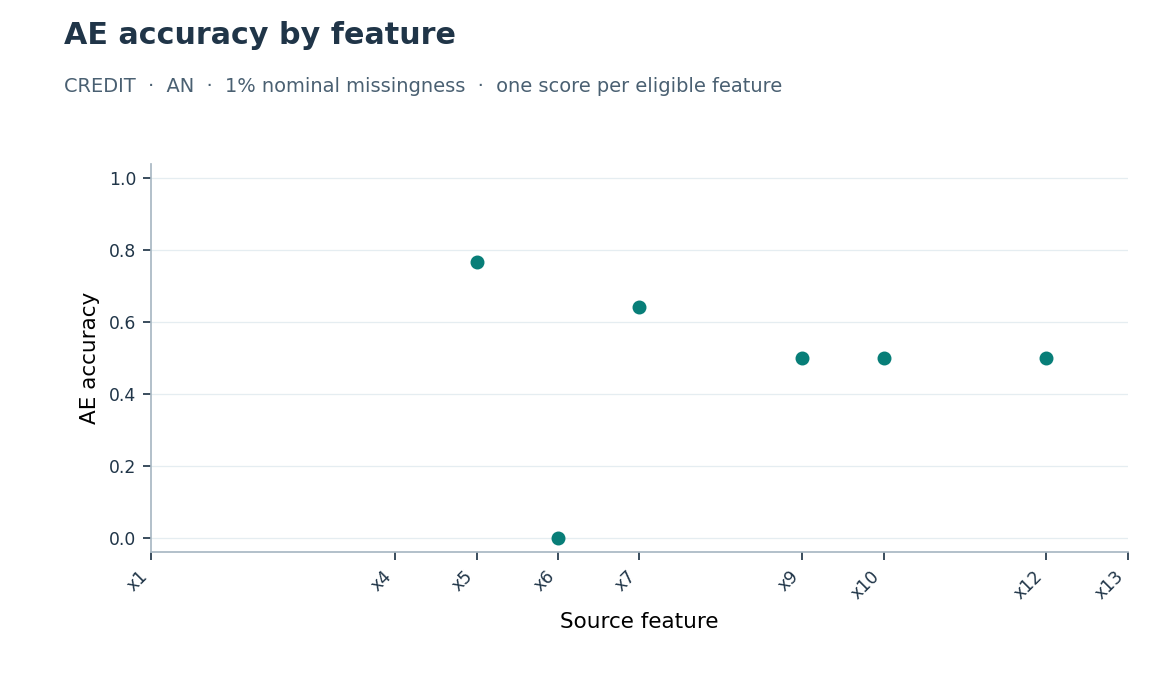 AE accuracy by feature
CREDIT · AN · 1% nominal missingness · one score per eligible feature
1.0
0.8
0.6
0.4
0.2
0.0
AE accuracy
x1
x4
x5
x6
x7
x9
x10
x12
x13
Source feature